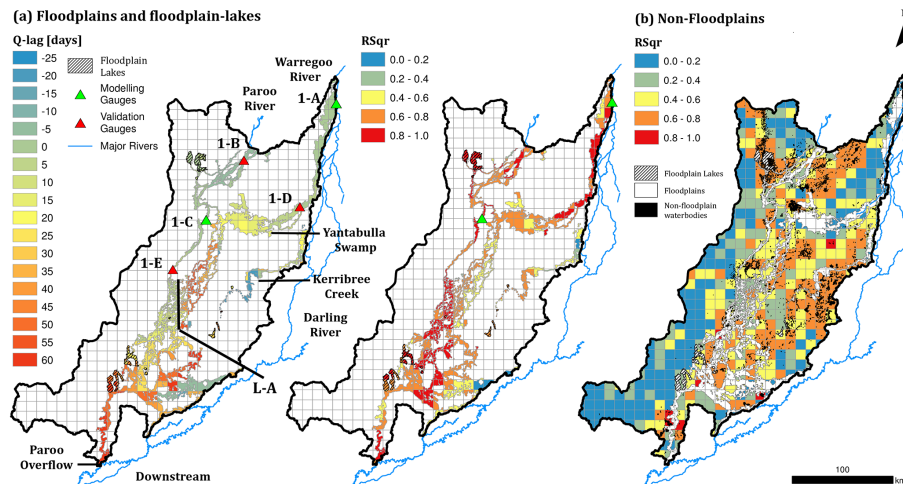 (a) Floodplains and floodplain-lakes
(b) Non-Floodplains
Q-lag [days]
-25
-20
-15
-10
-5
0
5
10
15
20
25
30
35
40
45
50
55
60
Floodplain
Lakes
Modelling
Gauges
Validation
Gauges
Major Rivers
Warregoo
River
Paroo
River
1-A
1-B
1-C
1-D
1-E
Yantabulla
Swamp
Kerribree
Creek
Darling
River
L-A
Paroo
Overflow
Downstream
RSqr
0.0 - 0.2
0.2 - 0.4
0.4 - 0.6
0.6 - 0.8
0.8 - 1.0
RSqr
0.0 - 0.2
0.2 - 0.4
0.4 - 0.6
0.6 - 0.8
0.8 - 1.0
Floodplain Lakes
Floodplains
Non-floodplain
waterbodies
100